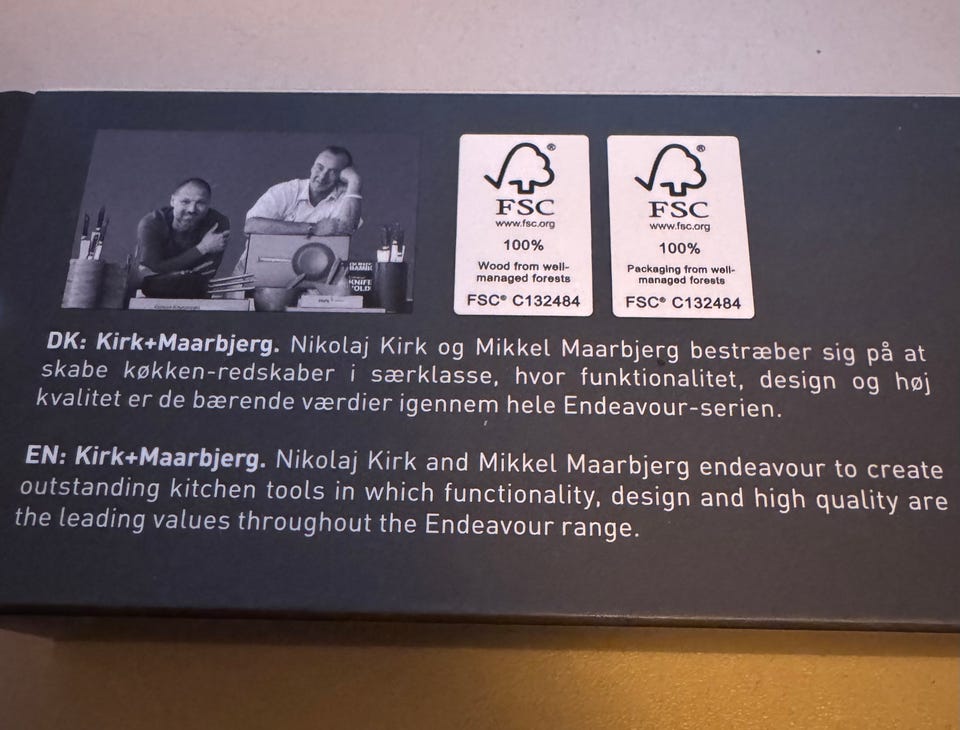 FSC®
www.fsc.org
100%
Wood from well-
managed forests
FSC® C132484
FSC®
www.fsc.org
100%
Packaging from well-
managed forests
FSC® C132484
DK: Kirk+Maarbjerg. Nikolaj Kirk og Mikkel Maarbjerg bestræber sig på at
skabe køkken-redskaber i særklasse, hvor funktionalitet, design og høj
kvalitet er de bærende værdier igennem hele Endeavour-serien.
EN: Kirk+Maarbjerg. Nikolaj Kirk and Mikkel Maarbjerg endeavour to create
outstanding kitchen tools in which functionality, design and high quality are
the leading values throughout the Endeavour range.